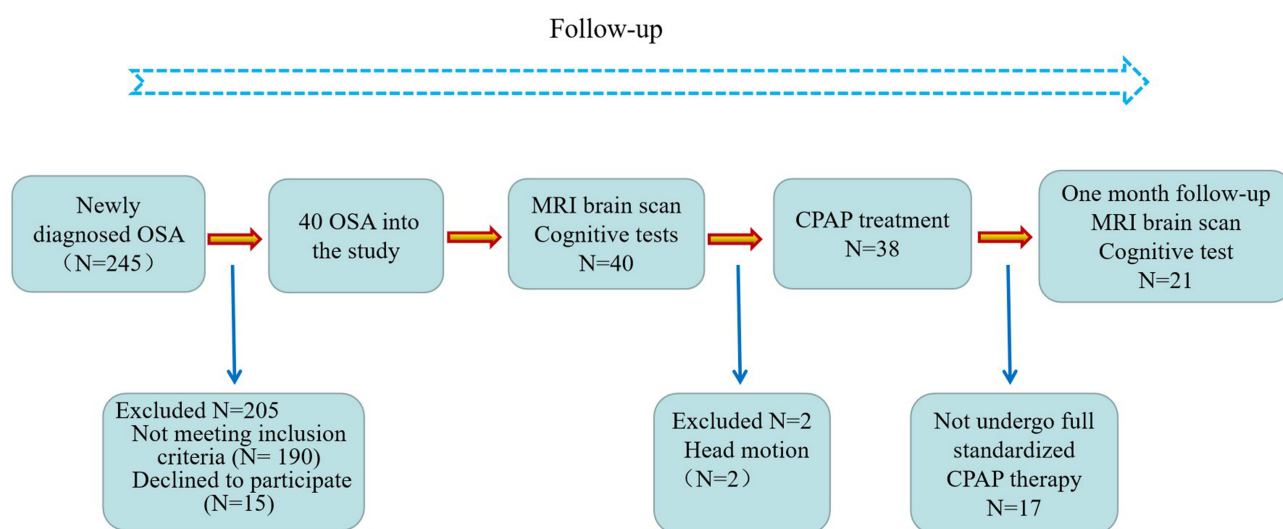 Follow-up
Newly
diagnosed OSA
（N=245）
40 OSA into
the study
MRI brain scan
Cognitive tests
N=40
CPAP treatment
N=38
One month follow-up
MRI brain scan
Cognitive test
N=21
Excluded N=205
Not meeting inclusion
criteria (N= 190)
Declined to participate
(N=15)
Excluded N=2
Head motion
（N=2）
Not undergo full
standardized
CPAP therapy
N=17